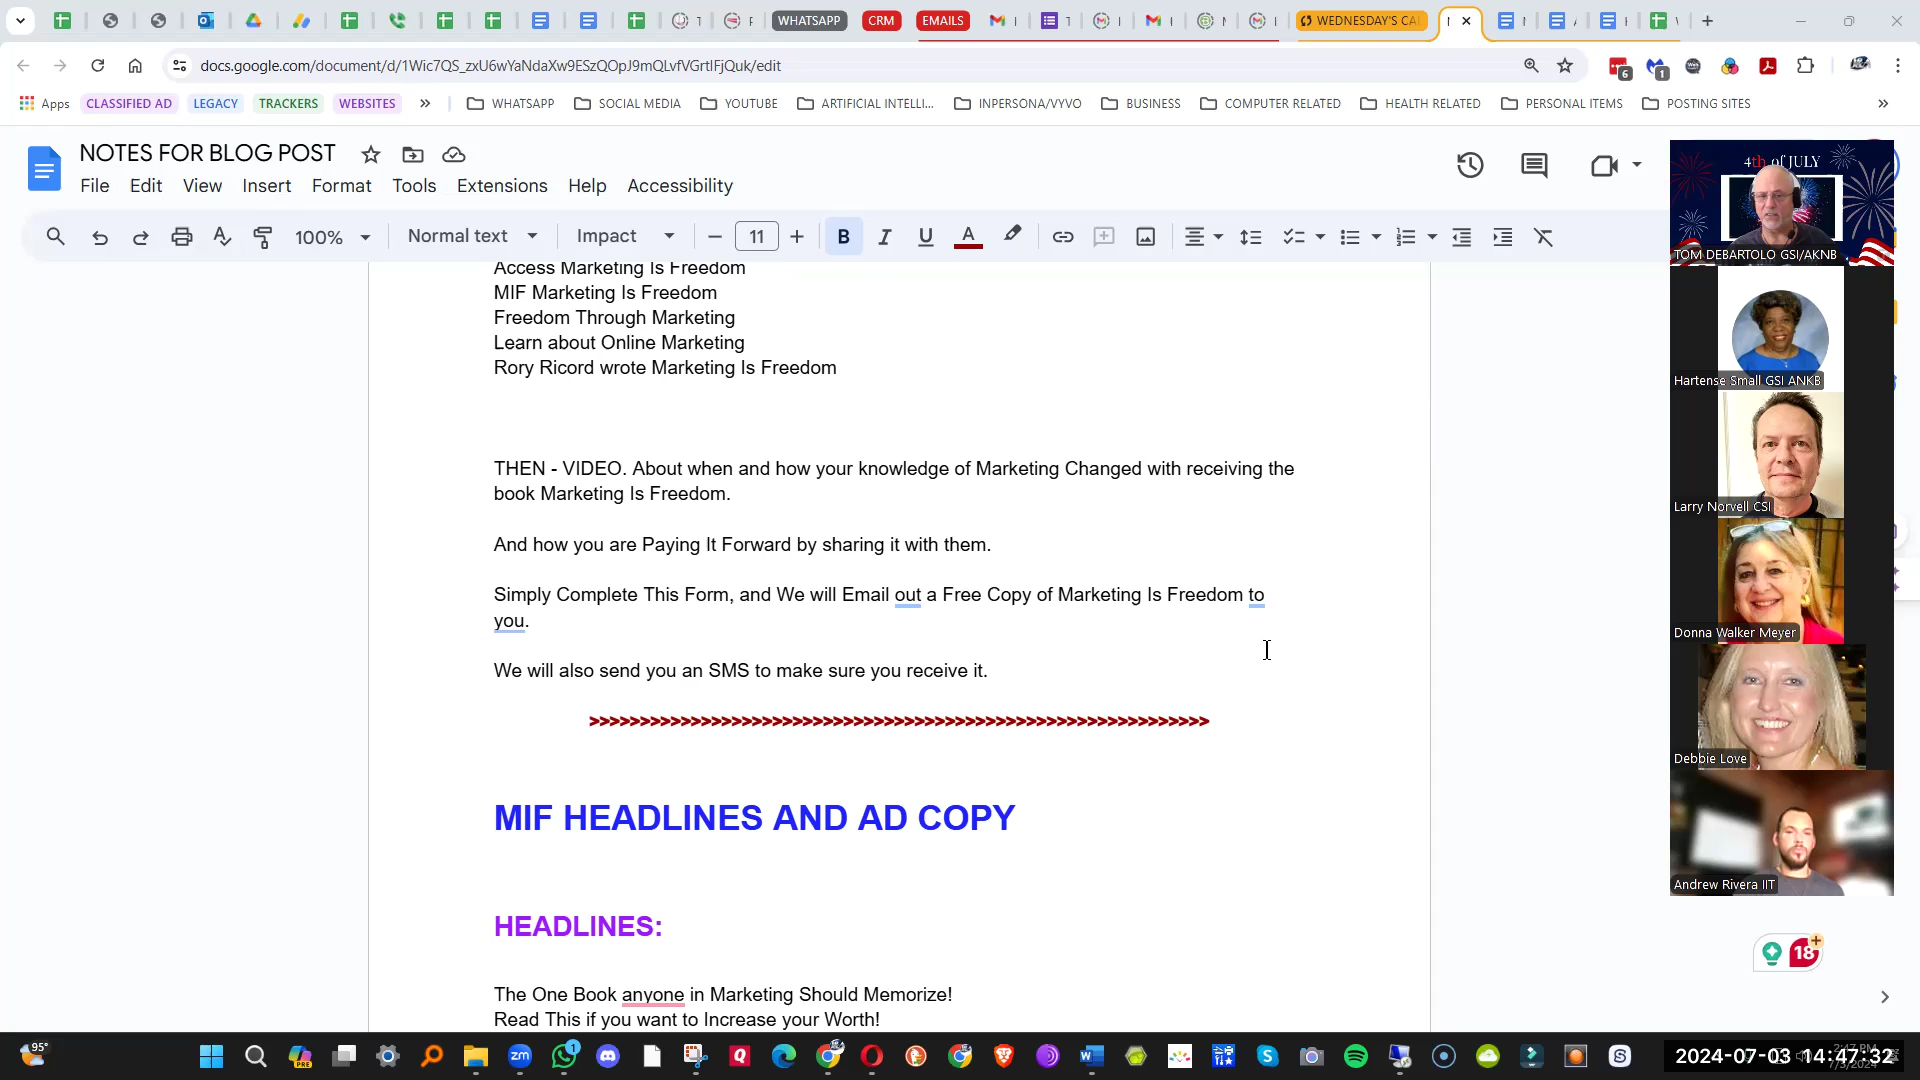 WHATSAPP
CRM
EMAILS
WEDNESDAY'S CA
docs.google.com/document/d/1Wic7QS_zxU6wYaNdaXw9ESzQOpJ9mQLvfVGrtlFjQuk/edit
6
1
Apps
CLASSIFIED AD
LEGACY
TRACKERS
WEBSITES
WHATSAPP
SOCIAL MEDIA
YOUTUBE
ARTIFICIAL INTELLI...
INPERSONA/VYVO
BUSINESS
COMPUTER RELATED
HEALTH RELATED
PERSONAL ITEMS
POSTING SITES
NOTES FOR BLOG POST
File Edit View Insert Format Tools Extensions Help Accessibility
100%
Normal text
Impact
11
Access Marketing Is Freedom
MIF Marketing Is Freedom
Freedom Through Marketing
Learn about Online Marketing
Rory Ricord wrote Marketing Is Freedom
THEN - VIDEO. About when and how your knowledge of Marketing Changed with receiving the
book Marketing Is Freedom.
And how you are Paying It Forward by sharing it with them.
Simply Complete This Form, and We will Email out a Free Copy of Marketing Is Freedom to
you.
We will also send you an SMS to make sure you receive it.
>>>>>>>>>>>>>>>>>>>>>>>>>>>>>>>>>>>>>>>>>>>>>>>>>>>>>>>>>>>>>>
MIF HEADLINES AND AD COPY
HEADLINES:
The One Book anyone in Marketing Should Memorize!
Read This if you want to Increase your Worth!
4th of JULY
TOM DEBARTOLO GSI/AKNB
Hartense Small GSI ANKB
Larry Norvell CSI
Donna Walker Meyer
Debbie Love
Andrew Rivera IIT
18
95°
2024-07-03 14:47:32